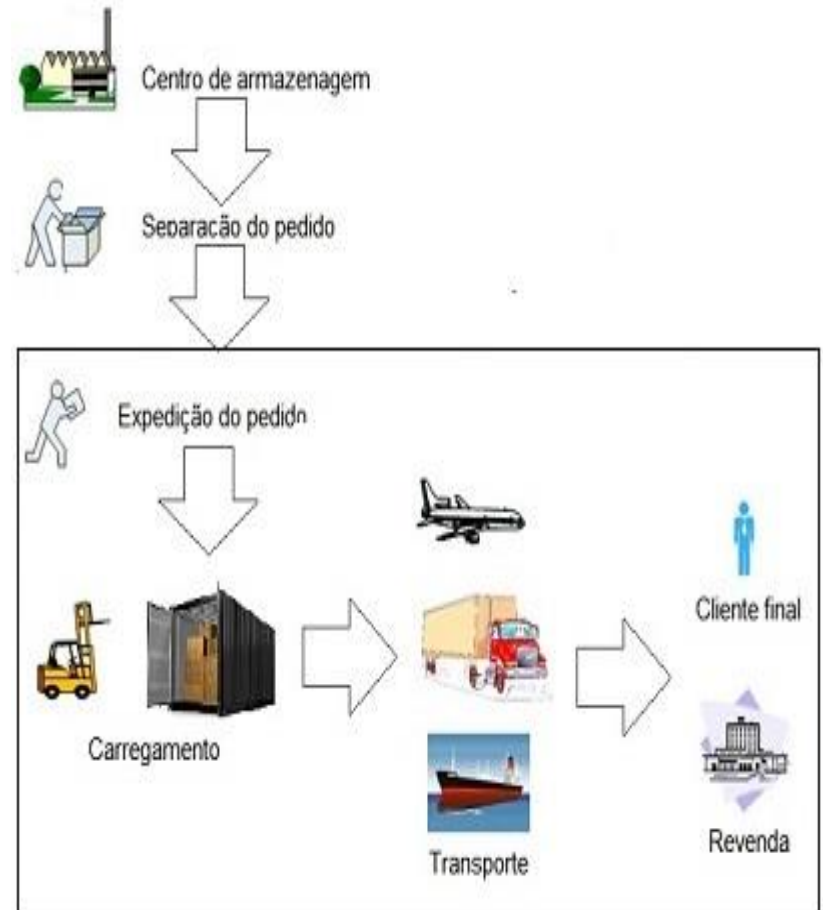 Centro de armazenagem
Separação do pedido
Expedição do pedido
Carregamento
Transporte
Cliente final
Revenda